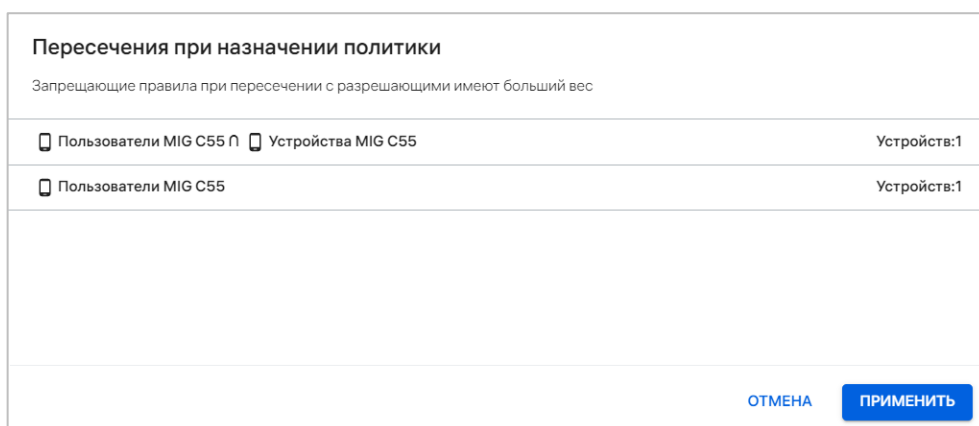 Пересечения при назначении политики
Запрещающие правила при пересечении с разрешающими имеют больший вес
Пользователи MIG C55 ∩ Устройства MIG C55 Устройств:1
Пользователи MIG C55 Устройств:1
ОТМЕНА ПРИМЕНИТЬ